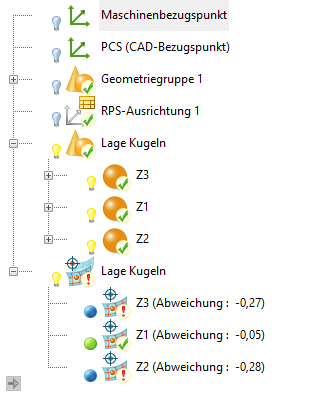 Maschinenbezugspunkt
PCS (CAD-Bezugspunkt)
Geometriegruppe 1
RPS-Ausrichtung 1
Lage Kugeln
Z3
Z1
Z2
Lage Kugeln
Z3 (Abweichung : -0,27)
Z1 (Abweichung : -0,05)
Z2 (Abweichung : -0,28)